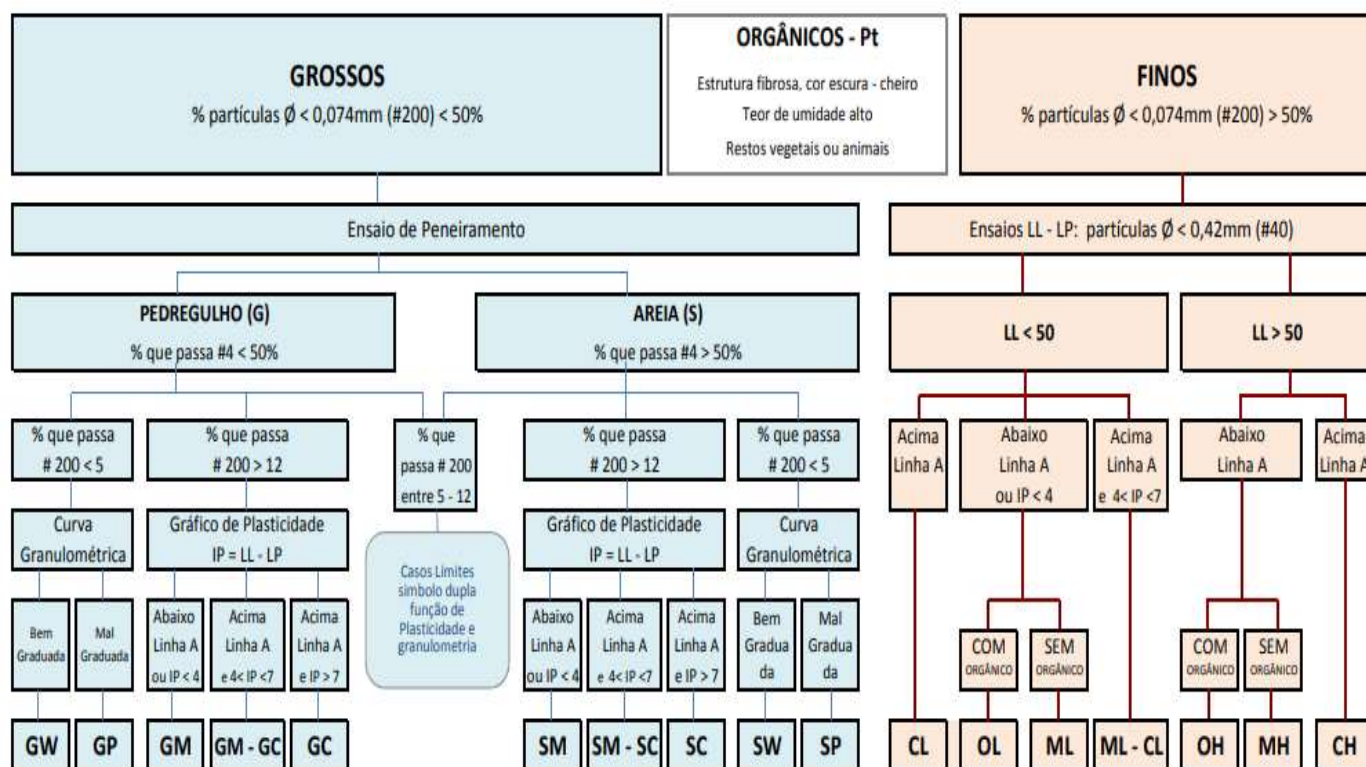 GROSSOS
% partículas Ø < 0,074mm (#200) < 50%
ORGÂNICOS - Pt
Estrutura fibrosa, cor escura - cheiro
Teor de umidade alto
Restos vegetais ou animais
FINOS
% partículas Ø < 0,074mm (#200) > 50%
Ensaio de Peneiramento
Ensaios LL - LP: partículas Ø < 0,42mm (#40)
PEDREGULHO (G)
% que passa #4 < 50%
AREIA (S)
% que passa #4 > 50%
LL < 50
LL > 50
% que passa
# 200 < 5
% que passa
# 200 > 12
% que
passa # 200
entre 5 - 12
% que passa
# 200 > 12
% que passa
# 200 < 5
Acima
Linha A
Abaixo
Linha A
ou IP < 4
Acima
Linha A
e 4< IP <7
Abaixo
Linha A
Acima
Linha A
Curva
Granulométrica
Gráfico de Plasticidade
IP = LL - LP
Casos Limites
simbolo dupla
função de
Plasticidade e
granulometria
Gráfico de Plasticidade
IP = LL - LP
Curva
Granulométrica
Bem
Graduada
Mal
Graduada
Abaixo
Linha A
ou IP < 4
Acima
Linha A
e 4< IP <7
Acima
Linha A
e IP > 7
Abaixo
Linha A
ou IP < 4
Acima
Linha A
e 4< IP <7
Acima
Linha A
e IP > 7
Bem
Gradua
da
Mal
Gradua
da
COM
ORGÂNICO
SEM
ORGÂNICO
COM
ORGÂNICO
SEM
ORGÂNICO
GW
GP
GM
GM - GC
GC
SM
SM - SC
SC
SW
SP
CL
OL
ML
ML - CL
OH
MH
CH